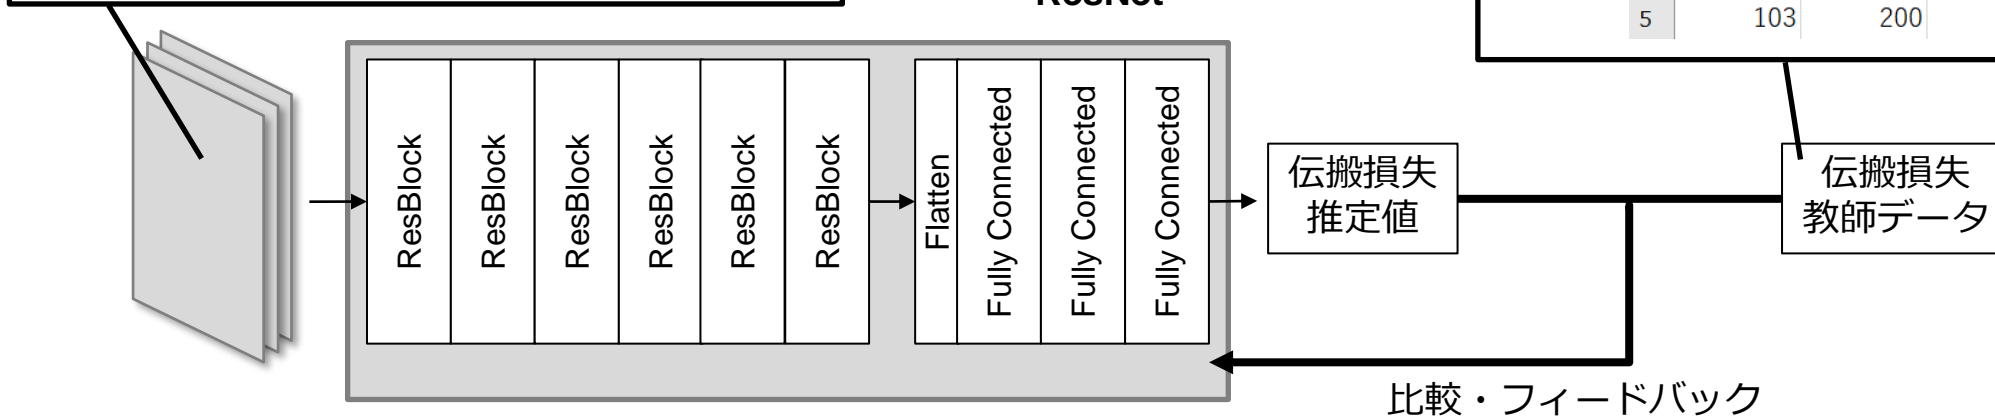 ResNet
5 103 200
ResBlock
ResBlock
ResBlock
ResBlock
ResBlock
ResBlock
Flatten
Fully Connected
Fully Connected
Fully Connected
伝搬損失
推定値
伝搬損失
教師データ
比較・フィードバック